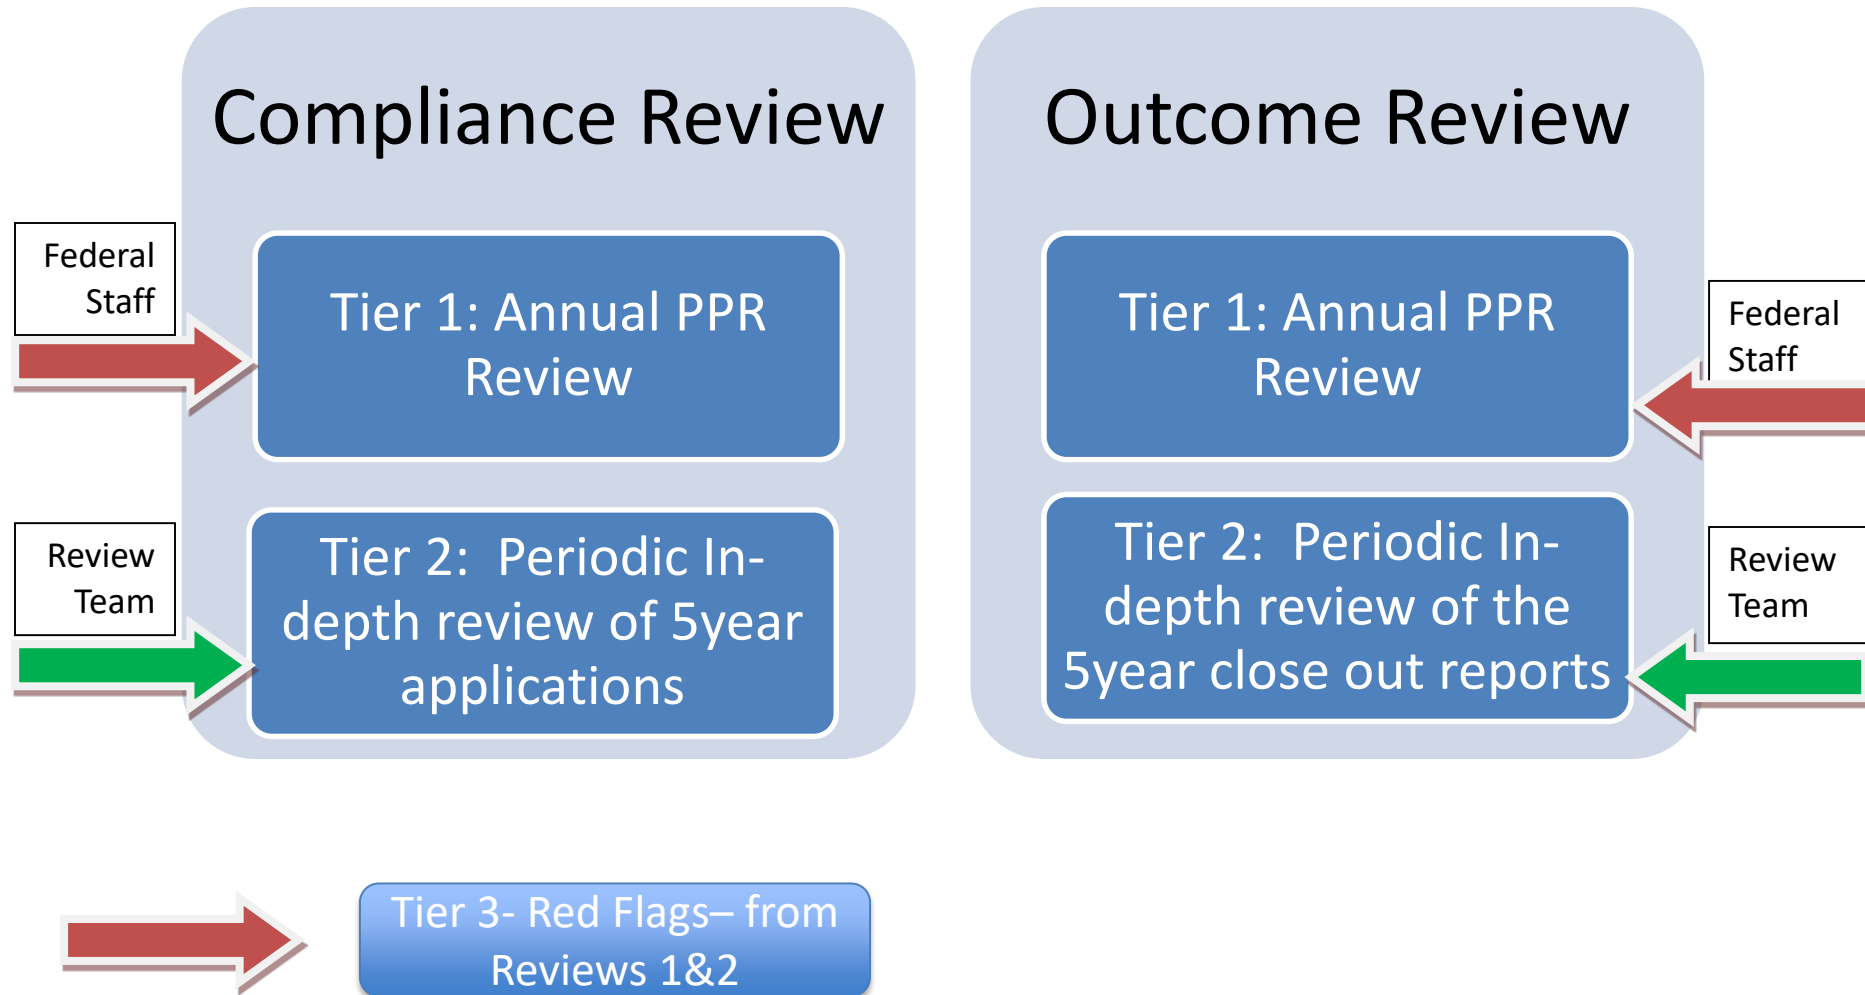 Compliance Review
Federal
Staff
Tier 1: Annual PPR
Review
Review
Team
Tier 2:  Periodic In-
depth review of 5year
applications
Outcome Review
Tier 1: Annual PPR
Review
Federal
Staff
Tier 2:  Periodic In-
depth review of the
5year close out reports
Review
Team
Tier 3- Red Flags– from
Reviews 1&2